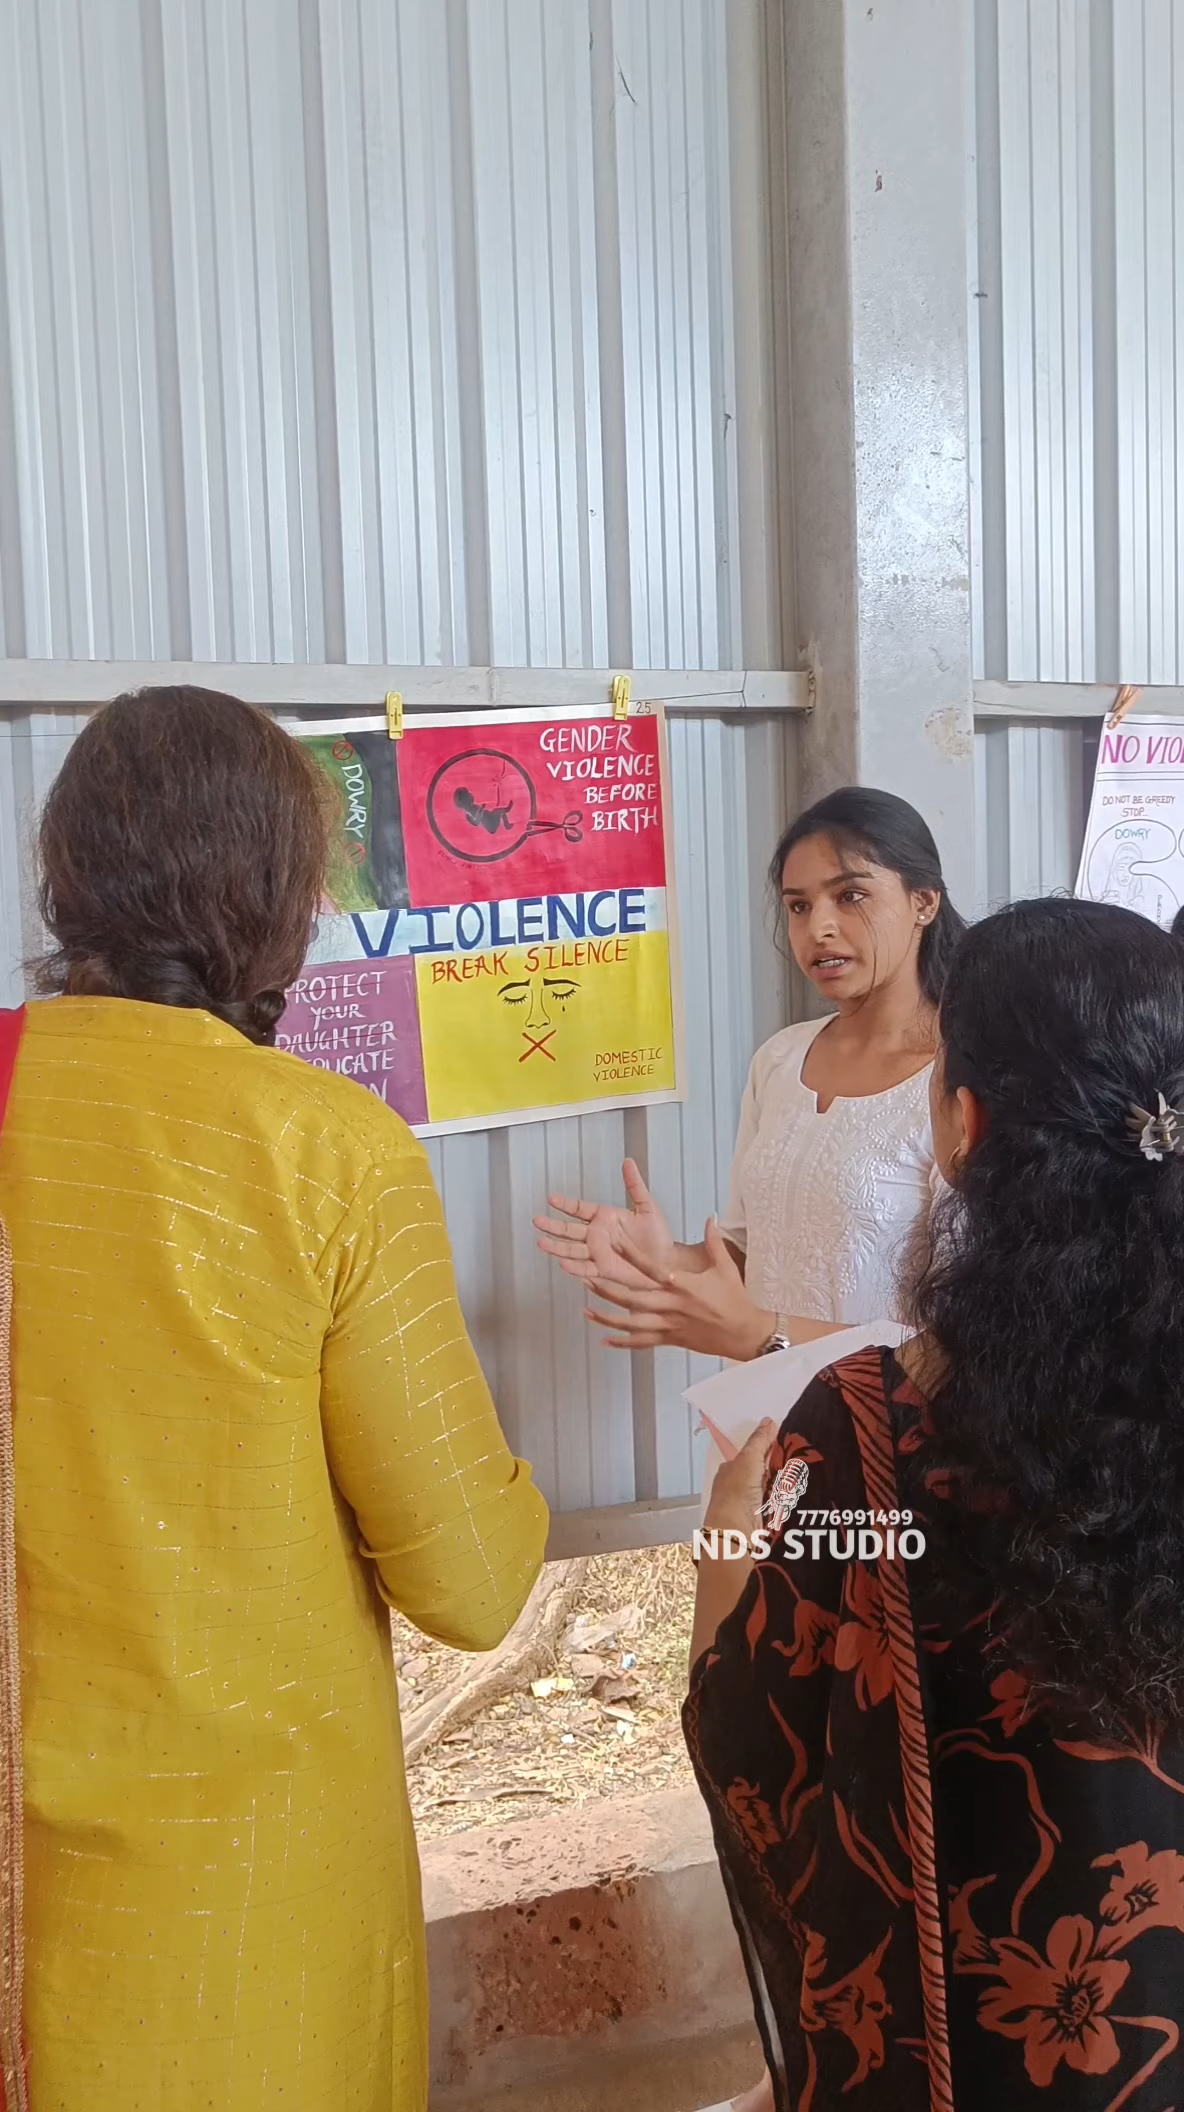 25
DOWRY
GENDER
VIOLENCE
BEFORE
BIRTH
VIOLENCE
PROTECT
YOUR
DAUGHTER
BREAK SILENCE
DOMESTIC
VIOLENCE
DO NOT BE GREEDY
STOP..
DOWRY
7776991499
NDS STUDIO